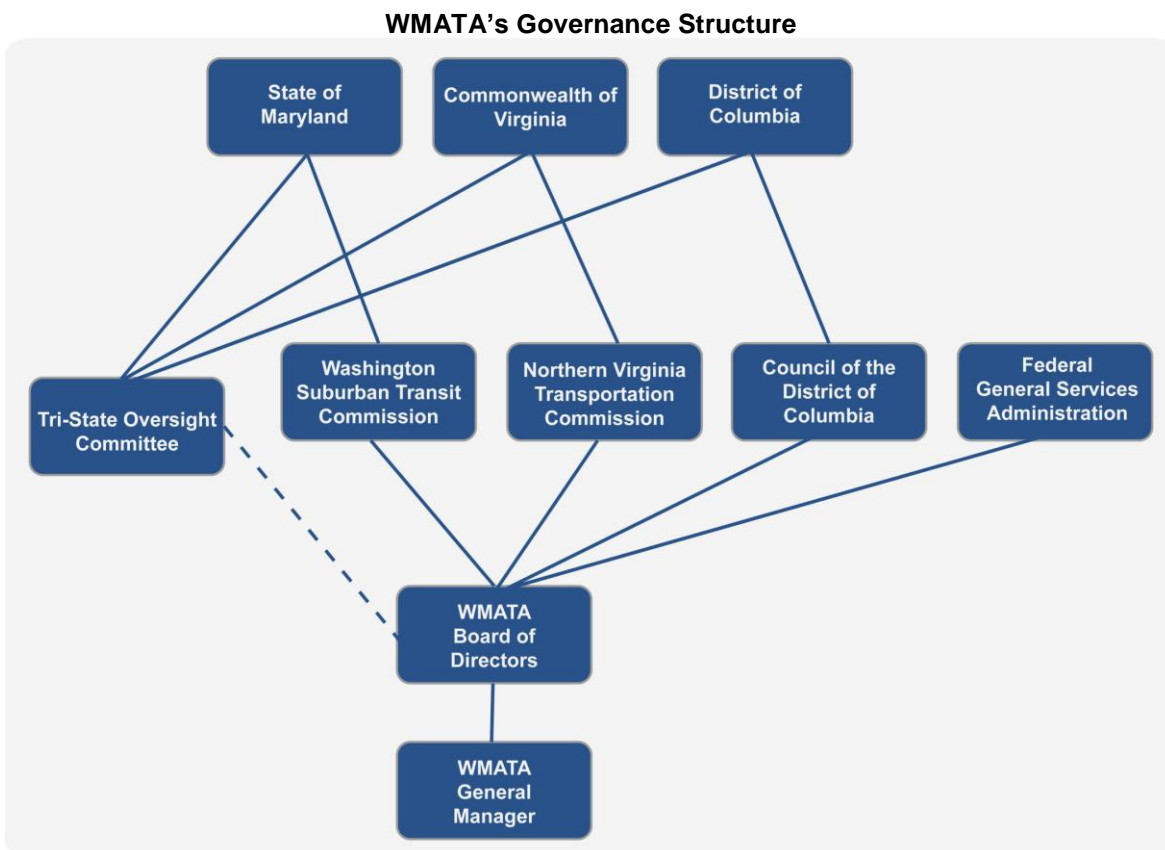 WMATA’s Governance Structure
State of
Maryland
Commonwealth of
Virginia
District of
Columbia
Tri-State Oversight
Committee
Washington
Suburban Transit
Commission
Northern Virginia
Transportation
Commission
Council of the
District of
Columbia
Federal
General Services
Administration
WMATA
Board of
Directors
WMATA
General
Manager